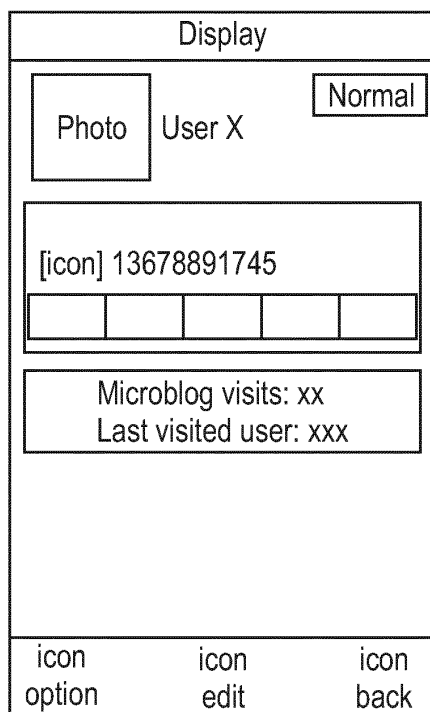 Display
Normal
Photo User X
[icon] 13678891745
Microblog visits: xx
Last visited user: xxx
icon icon icon
option edit back